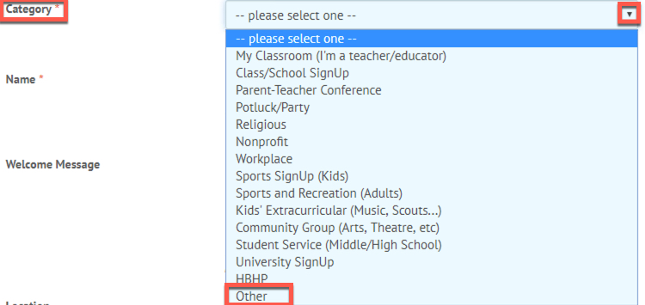 Category *
-- please select one --
-- please select one --
My Classroom (I'm a teacher/educator)
Class/School SignUp
Name *
Parent-Teacher Conference
Potluck/Party
Religious
Nonprofit
Workplace
Welcome Message
Sports SignUp (Kids)
Sports and Recreation (Adults)
Kids' Extracurricular (Music, Scouts...)
Community Group (Arts, Theatre, etc)
Student Service (Middle/High School)
University SignUp
HBHP
Other
Location